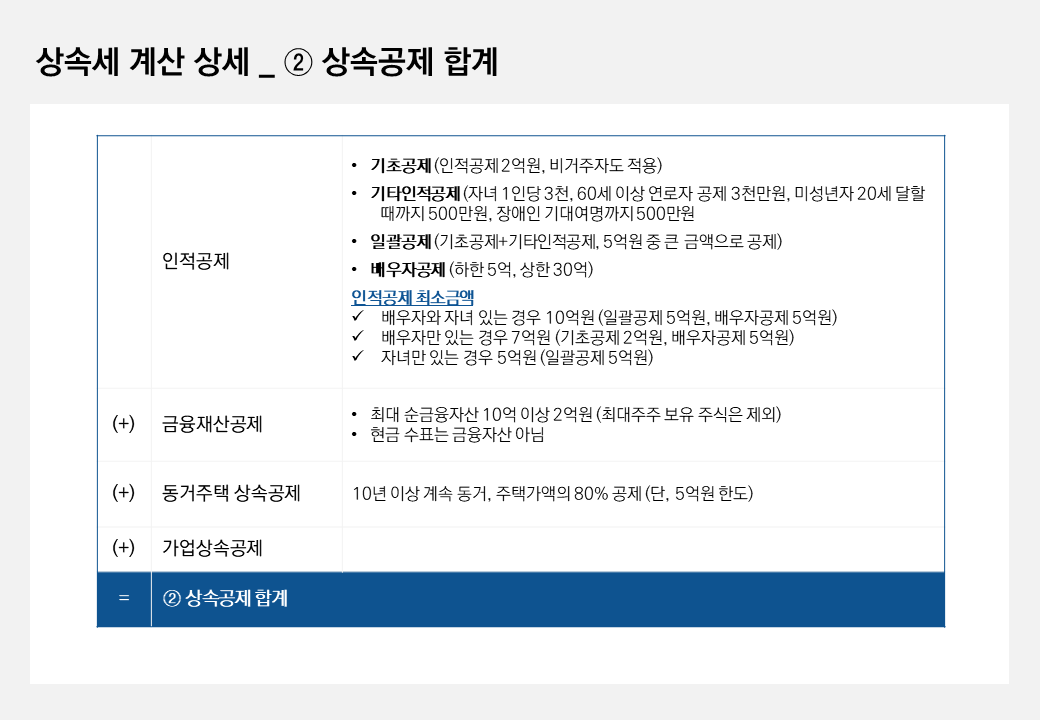 상속세 계산 상세 _ ② 상속공제 합계
인적공제
• 기초공제 (인적공제 2억원, 비거주자도 적용)
• 기타인적공제 (자녀 1인당 3천, 60세 이상 연로자 공제 3천만원, 미성년자 20세 달할
때까지 500만원, 장애인 기대여명까지 500만원
• 일괄공제 (기초공제+기타인적공제, 5억원 중 큰 금액으로 공제)
• 배우자공제 (하한 5억, 상한 30억)
인적공제 최소금액
✓ 배우자와 자녀 있는 경우 10억원 (일괄공제 5억원, 배우자공제 5억원)
✓ 배우자만 있는 경우 7억원 (기초공제 2억원, 배우자공제 5억원)
✓ 자녀만 있는 경우 5억원 (일괄공제 5억원)
(+) 금융재산공제
• 최대 순금융자산 10억 이상 2억원 (최대주주 보유 주식은 제외)
• 현금 수표는 금융자산 아님
(+) 동거주택 상속공제 10년 이상 계속 동거, 주택가액의 80% 공제 (단, 5억원 한도)
(+) 가업상속공제
= ② 상속공제 합계